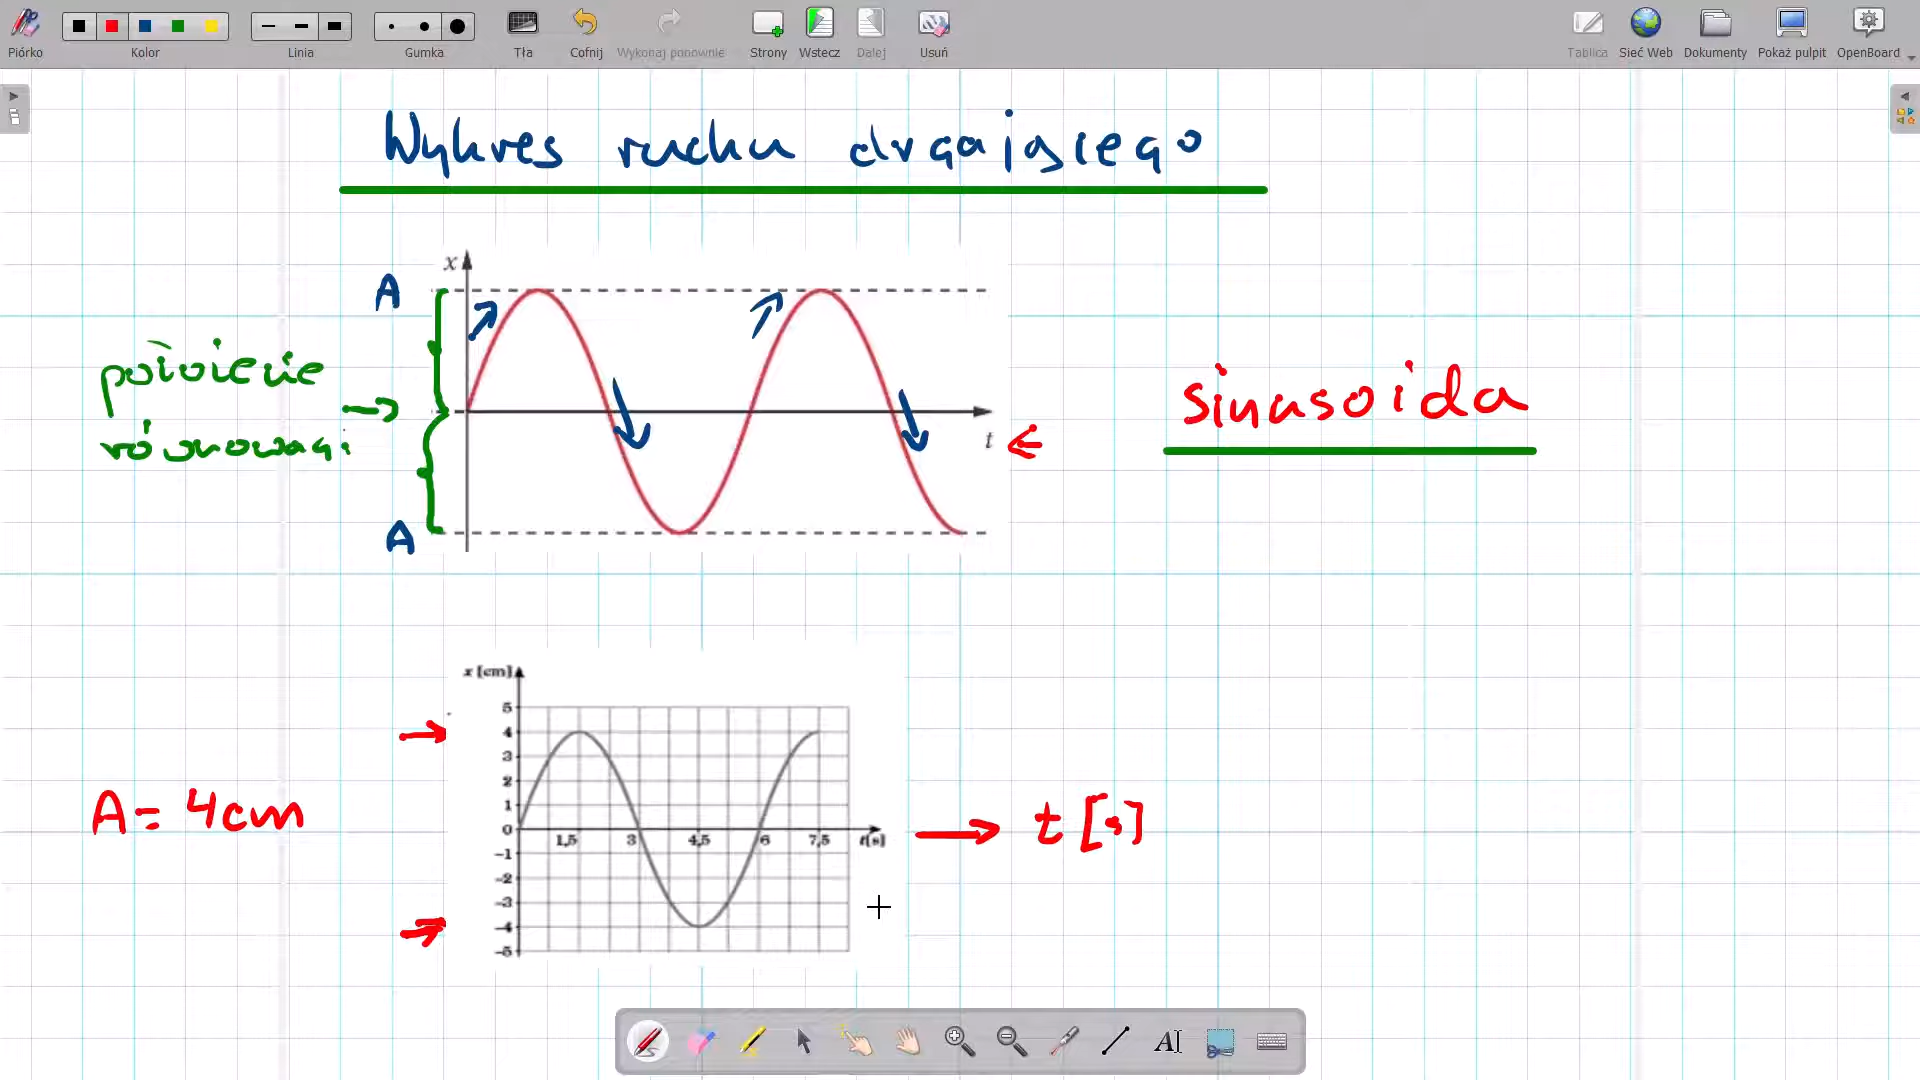 Piórko
Kolor
Linia
Gumka
Tła
Cofnij
Wykonaj ponownie
Strony
Wstecz
Dalej
Usuń
Tablica
Sieć Web
Dokumenty
Pokaż pulpit
OpenBoard
Wykres ruchu drgającego
x
A
położenie
równowagi
t
A
sinusoida
x [cm]
5
4
3
2
1
0
-1
-2
-3
-4
-5
1,5
3
4,5
6
7,5
t[s]
A = 4cm
t [s]